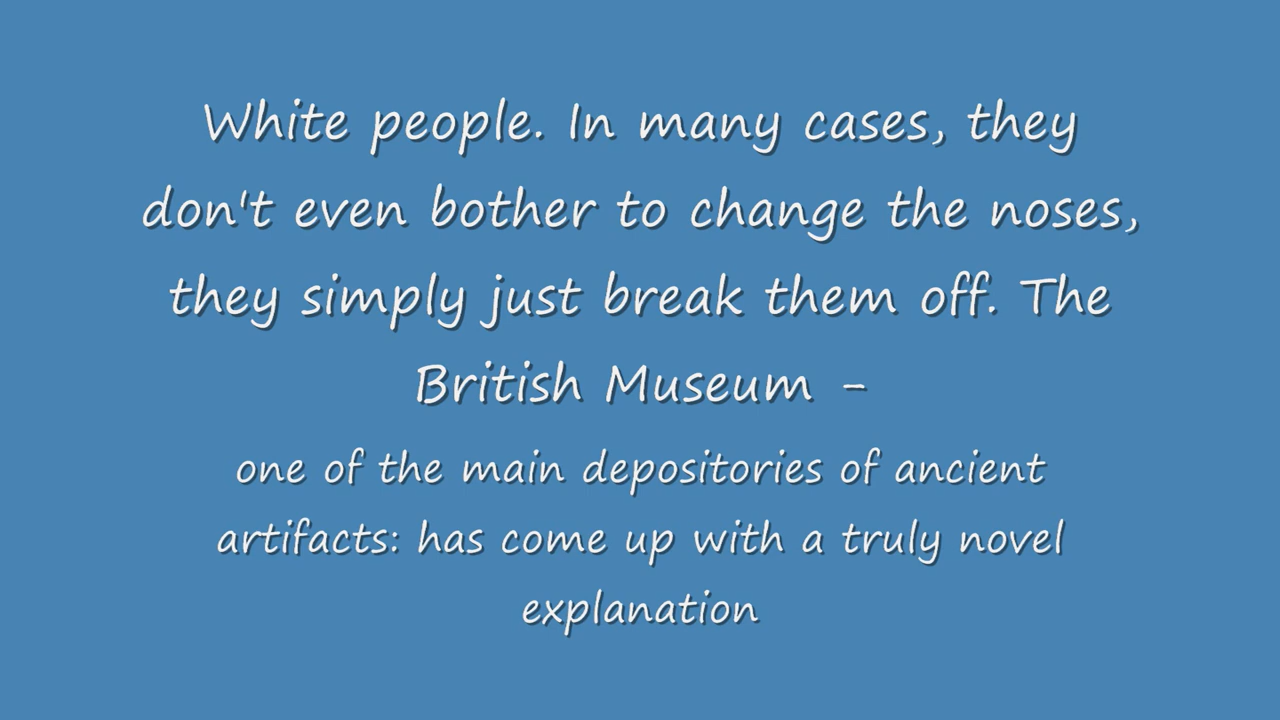 White people. In many cases, they
don't even bother to change the noses,
they simply just break them off. The
British Museum -
one of the main depositories of ancient
artifacts: has come up with a truly novel
explanation